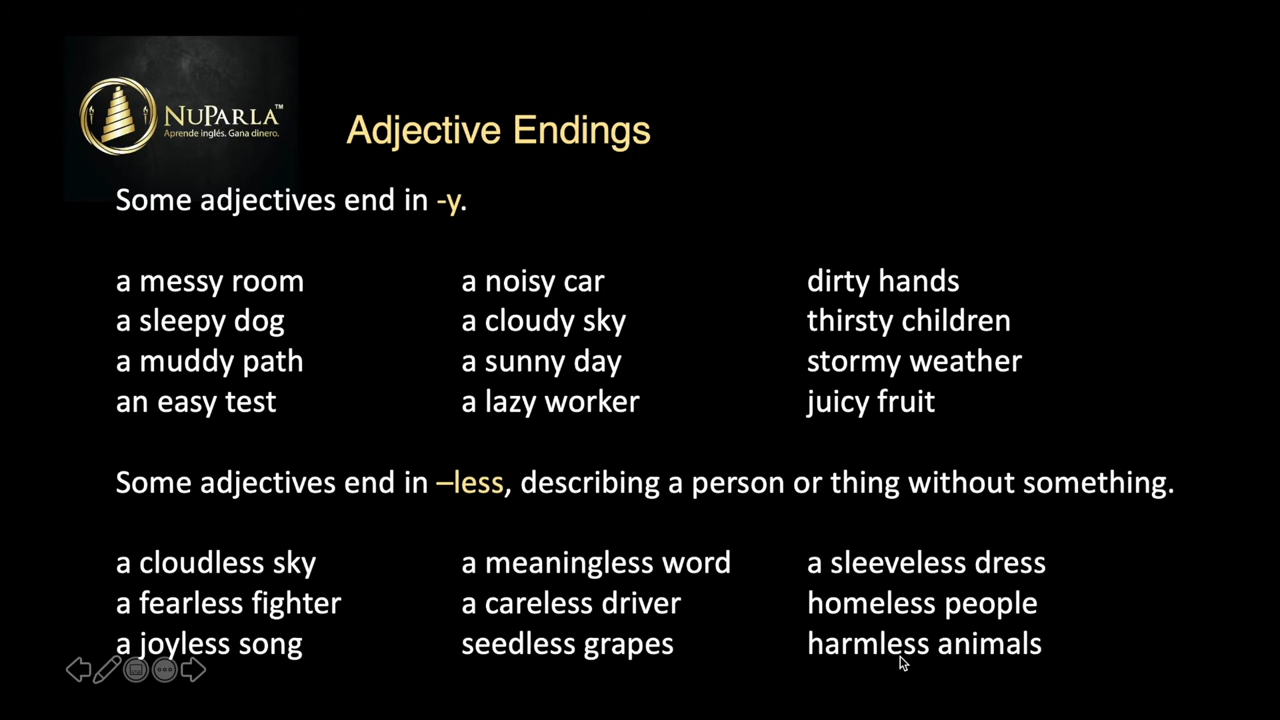 NUPARLA™
Aprende inglés. Gana dinero.
Adjective Endings
Some adjectives end in -y.
a messy room a noisy car dirty hands
a sleepy dog a cloudy sky thirsty children
a muddy path a sunny day stormy weather
an easy test a lazy worker juicy fruit
Some adjectives end in –less, describing a person or thing without something.
a cloudless sky a meaningless word a sleeveless dress
a fearless fighter a careless driver homeless people
a joyless song seedless grapes harmless animals